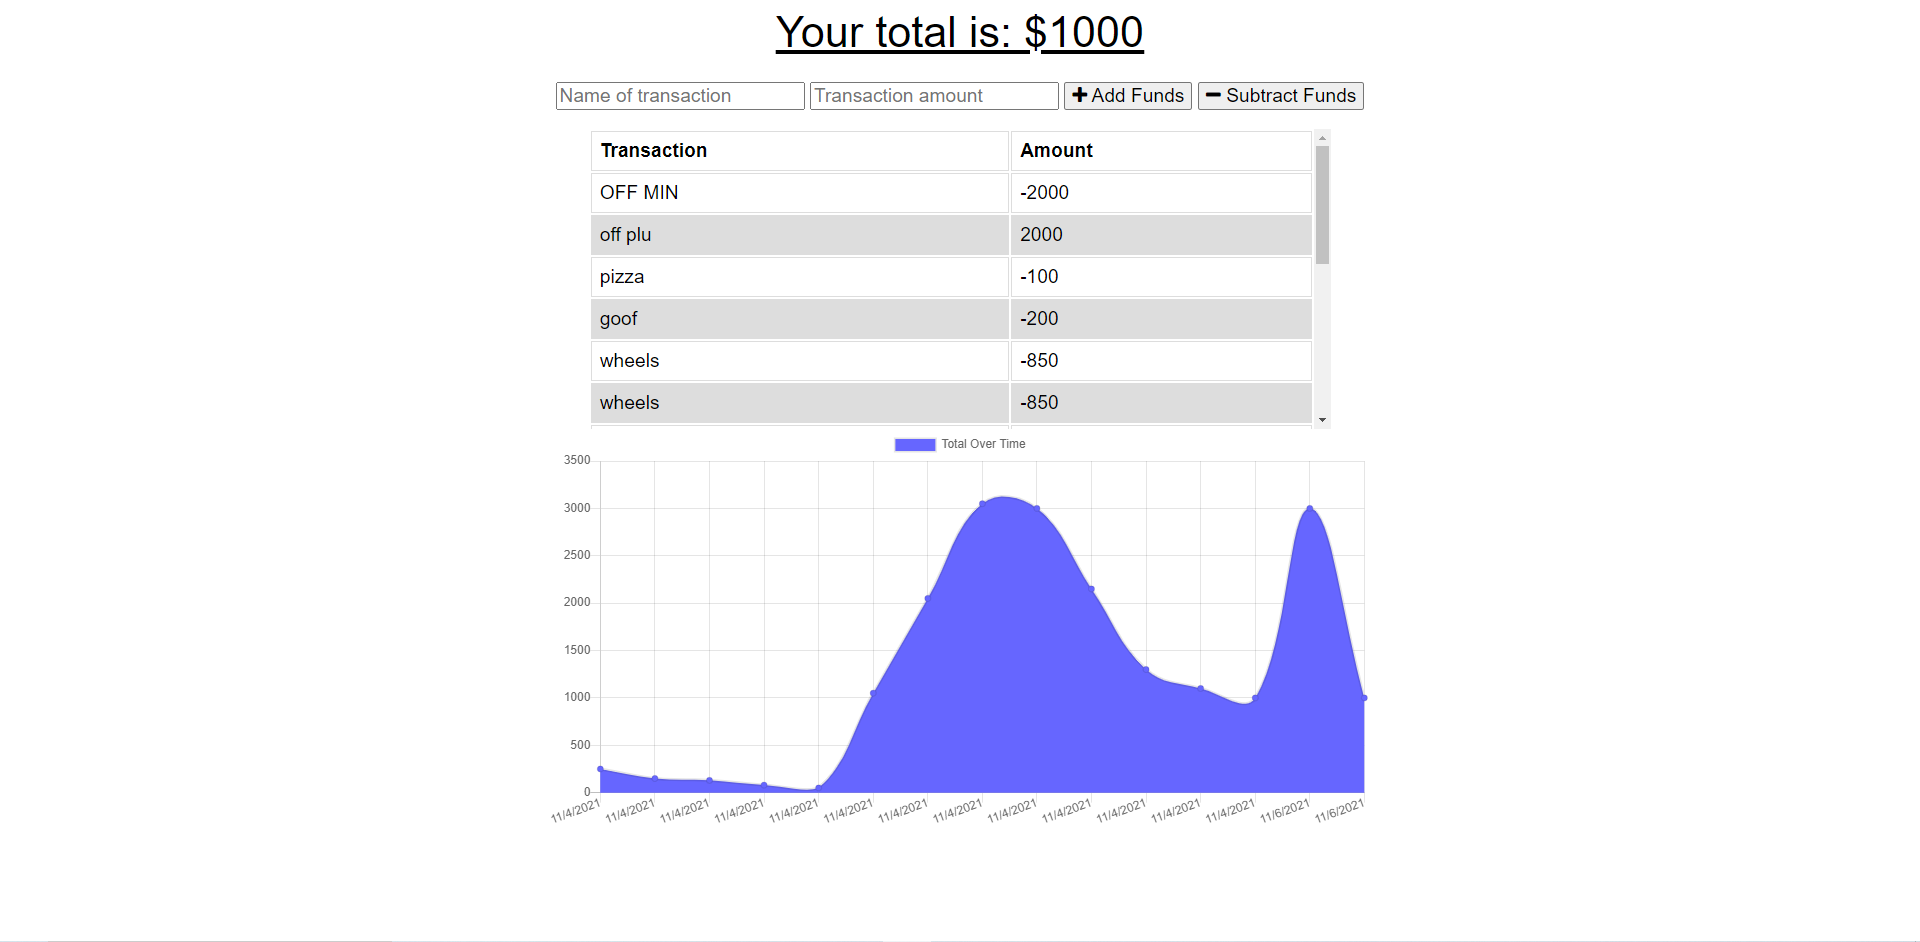 Your total is: $1000
Name of transaction Transaction amount Add Funds Subtract Funds
Transaction Amount
OFF MIN -2000
off plu 2000
pizza -100
goof -200
wheels -850
wheels -850
Total Over Time
3500
3000
2500
2000
1500
1000
500
0
11/4/2021 11/4/2021 11/4/2021 11/4/2021 11/4/2021 11/4/2021 11/4/2021 11/4/2021 11/4/2021 11/4/2021 11/4/2021 11/4/2021 11/4/2021 11/6/2021 11/6/2021